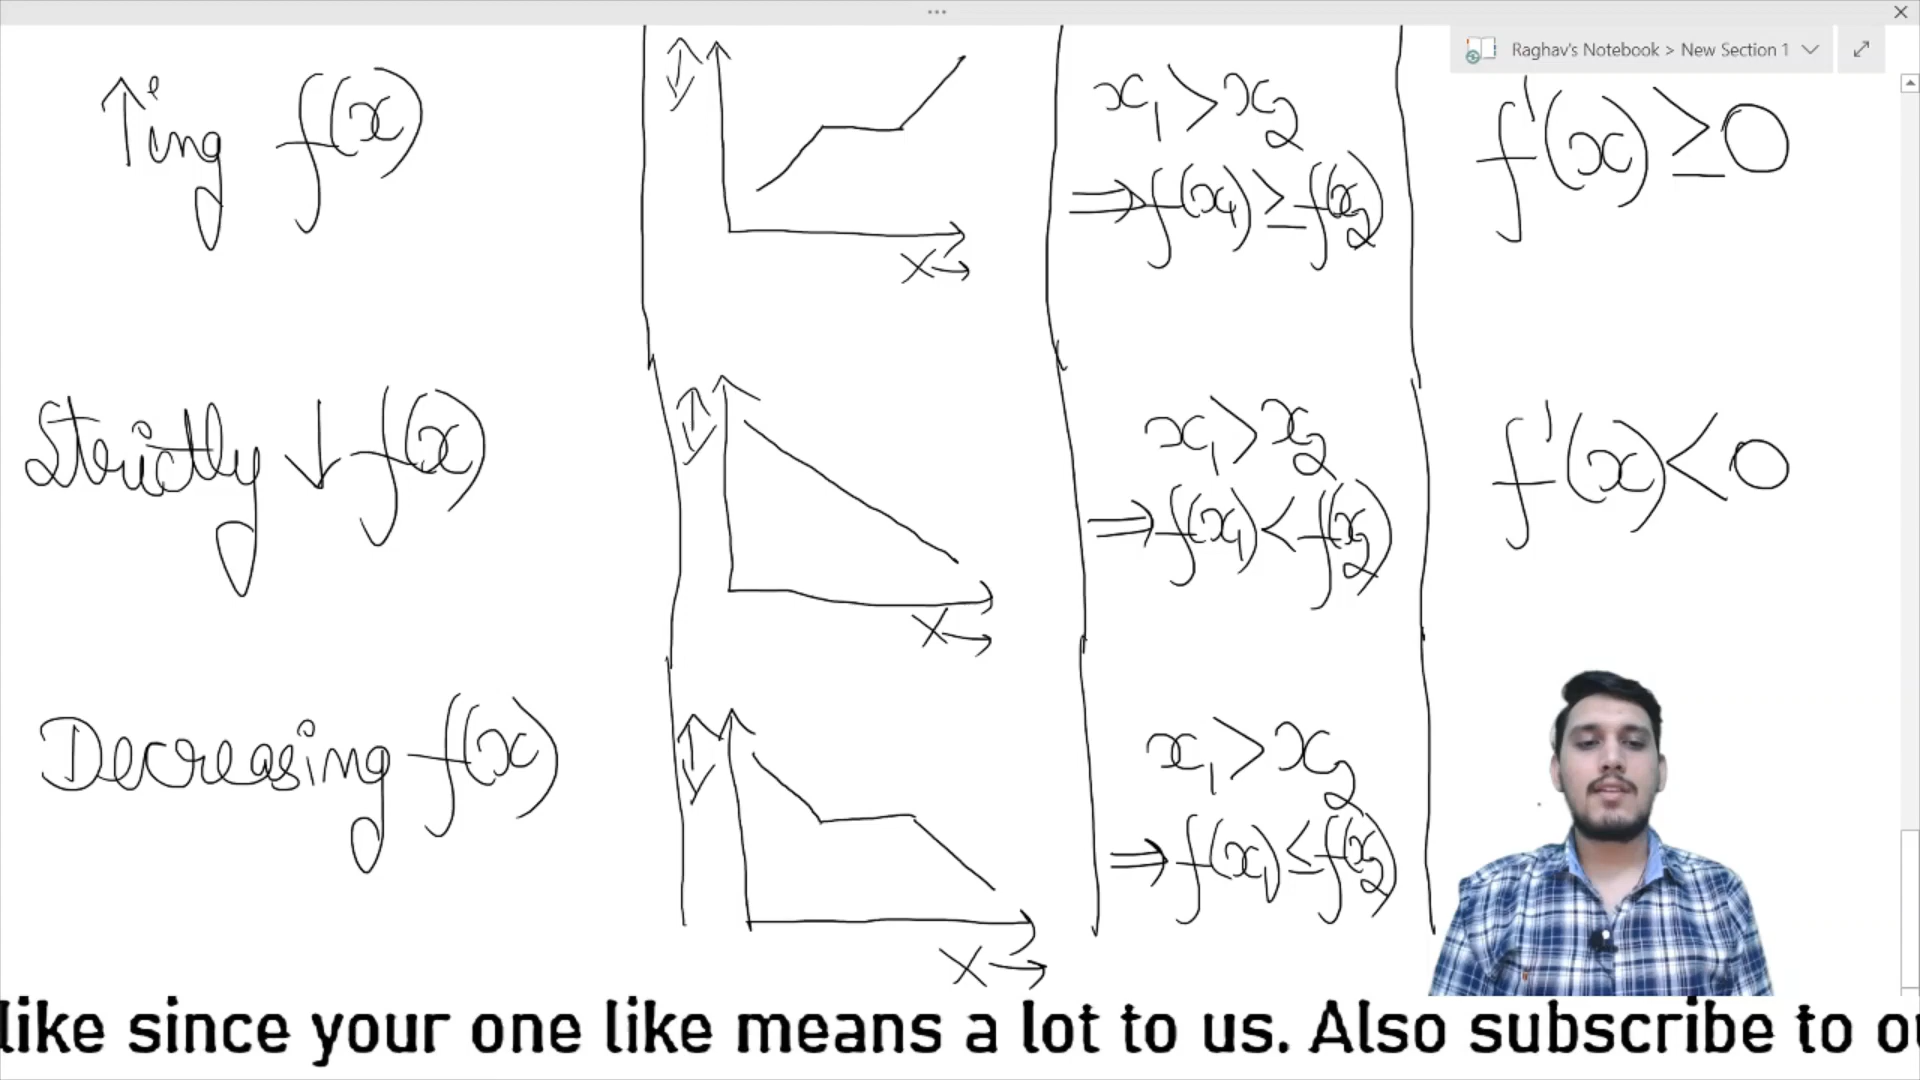 Raghav's Notebook > New Section 1
↑ing f(x)
Y→
X→
x₁ > x₂
⇒ f(x₁) ≥ f(x₂)
f'(x) ≥ 0
Strictly ↓ f(x)
Y→
X→
x₁ > x₂
⇒ f(x₁) < f(x₂)
f'(x) < 0
Decreasing f(x)
Y→
X→
x₁ > x₂
⇒ f(x₁) ≤ f(x₂)
like since your one like means a lot to us. Also subscribe to